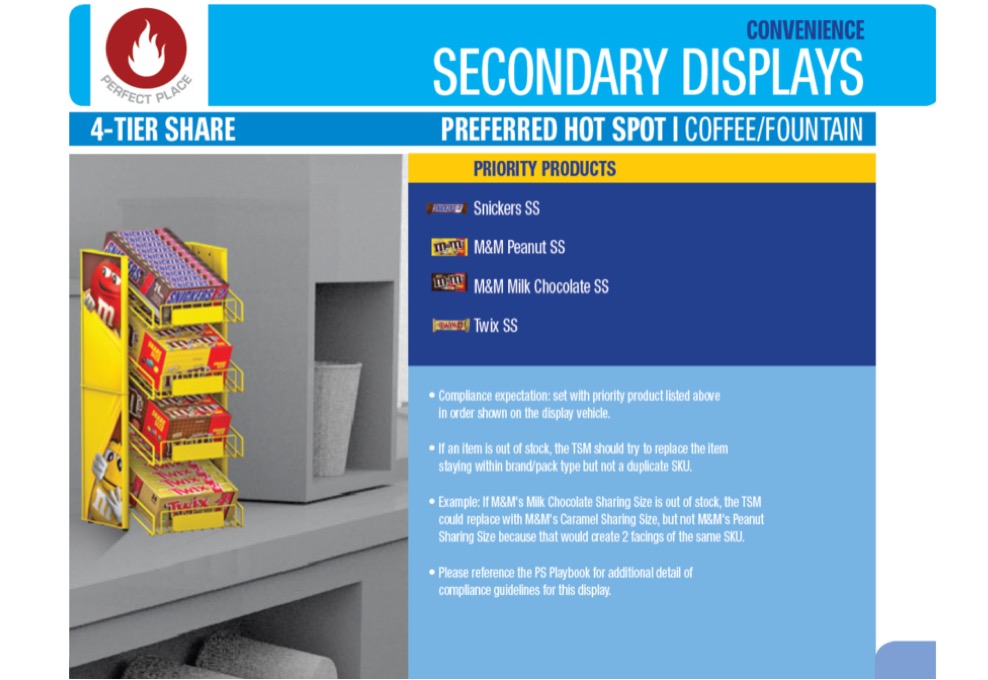 CONVENIENCE
SECONDARY DISPLAYS
PERFECT PLACE
4-TIER SHARE
PREFERRED HOT SPOT | COFFEE/FOUNTAIN
PRIORITY PRODUCTS
Snickers SS
m&m's
M&M Peanut SS
m&m's
M&M Milk Chocolate SS
TWIX
Twix SS
SNICKERS
m
m&m's
m&m's
m
Twix
Twix
Twix
• Compliance expectation: set with priority product listed above
in order shown on the display vehicle.
• If an item is out of stock, the TSM should try to replace the item
staying within brand/pack type but not a duplicate SKU.
• Example: If M&M's Milk Chocolate Sharing Size is out of stock, the TSM
could replace with M&M's Caramel Sharing Size, but not M&M's Peanut
Sharing Size because that would create 2 facings of the same SKU.
• Please reference the PS Playbook for additional detail of
compliance guidelines for this display.